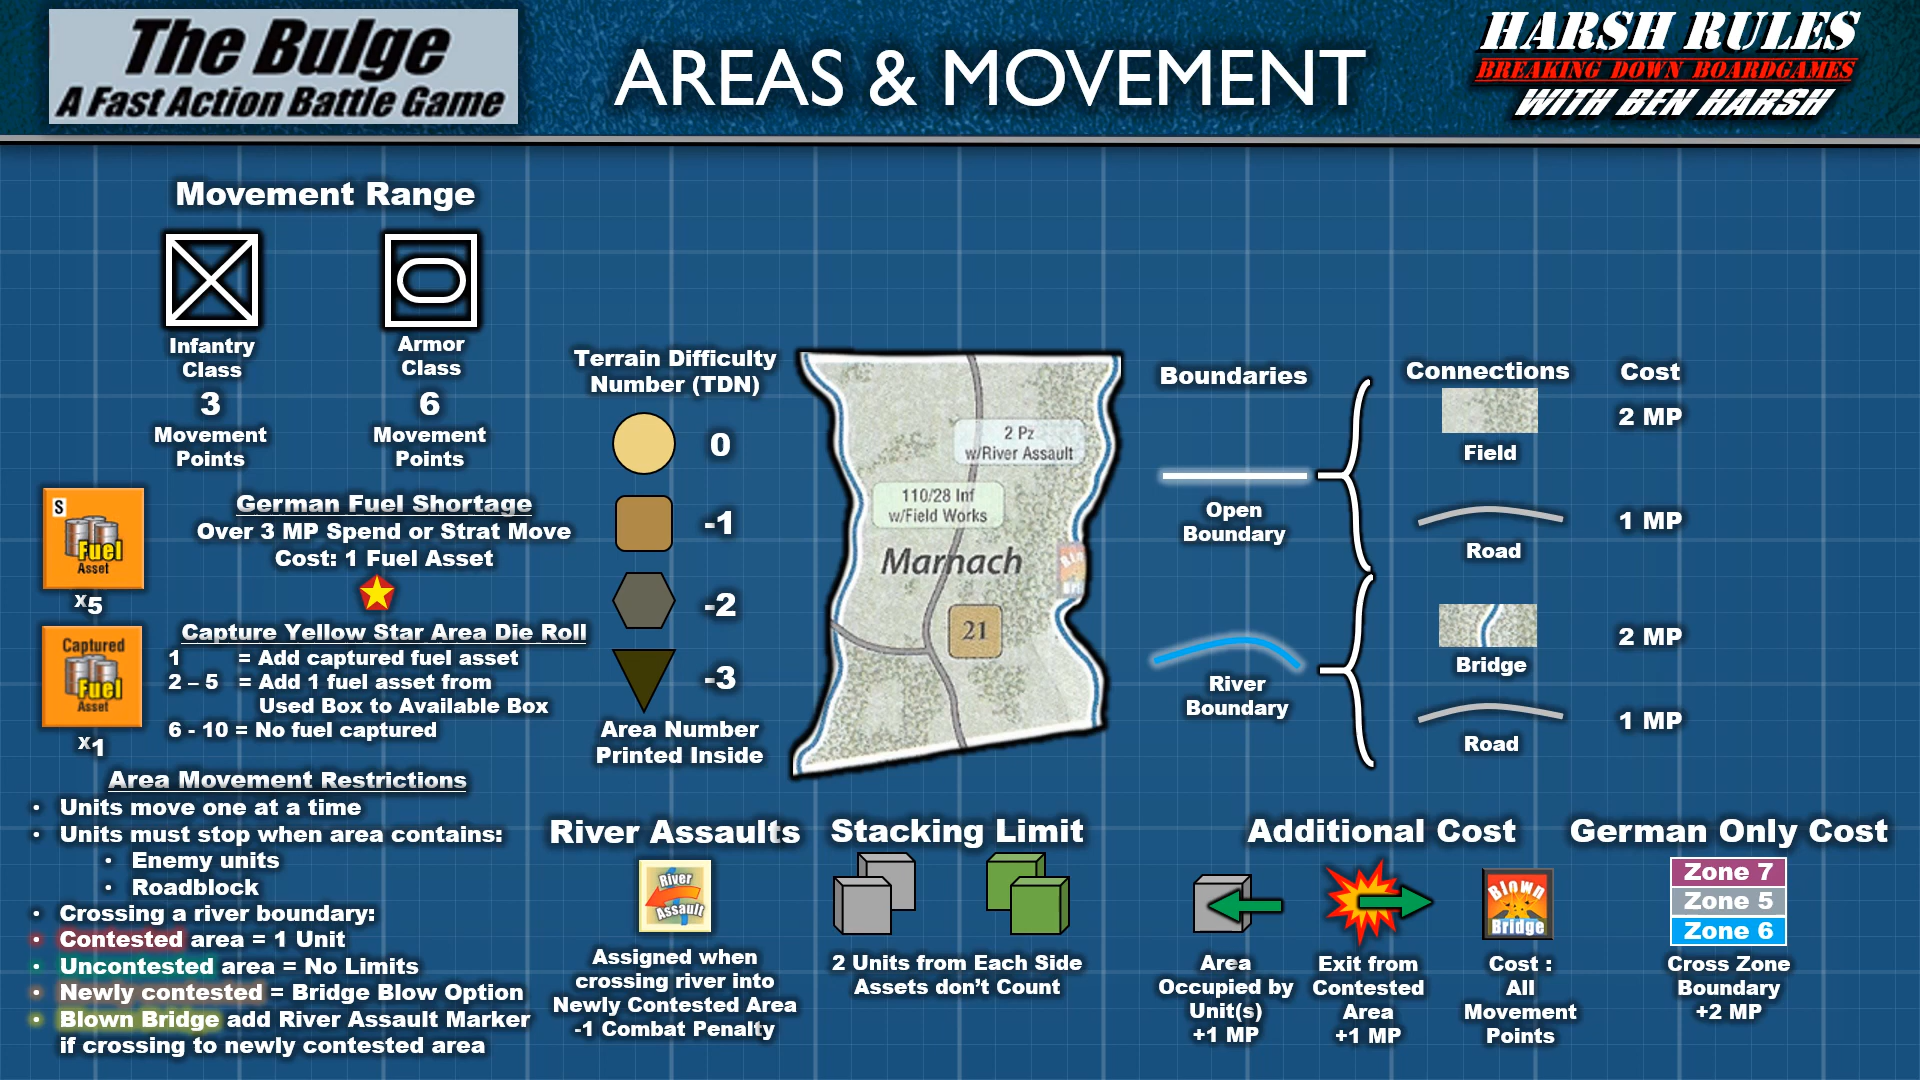 The Bulge
A Fast Action Battle Game
AREAS & MOVEMENT
HARSH RULES
BREAKING DOWN BOARDGAMES
WITH BEN HARSH
Movement Range
Infantry
Class
3
Movement
Points
Armor
Class
6
Movement
Points
S
Fuel
Asset
x5
German Fuel Shortage
Over 3 MP Spend or Strat Move
Cost: 1 Fuel Asset
Captured
Fuel
Asset
x1
Capture Yellow Star Area Die Roll
1 = Add captured fuel asset
2 – 5 = Add 1 fuel asset from
Used Box to Available Box
6 - 10 = No fuel captured
Area Movement Restrictions
• Units move one at a time
• Units must stop when area contains:
• Enemy units
• Roadblock
• Crossing a river boundary:
• Contested area = 1 Unit
• Uncontested area = No Limits
• Newly contested = Bridge Blow Option
• Blown Bridge add River Assault Marker
if crossing to newly contested area
Terrain Difficulty
Number (TDN)
0
-1
-2
-3
Area Number
Printed Inside
2 Pz
w/River Assault
110/28 Inf
w/Field Works
Marnach
21
Boundaries
Open
Boundary
River
Boundary
Connections
Cost
Field
2 MP
Road
1 MP
Bridge
2 MP
Road
1 MP
River Assaults
River
Assault
Assigned when
crossing river into
Newly Contested Area
-1 Combat Penalty
Stacking Limit
2 Units from Each Side
Assets don't Count
Additional Cost
Area
Occupied by
Unit(s)
+1 MP
Exit from
Contested
Area
+1 MP
Blown
Bridge
Cost :
All
Movement
Points
German Only Cost
Zone 7
Zone 5
Zone 6
Cross Zone
Boundary
+2 MP